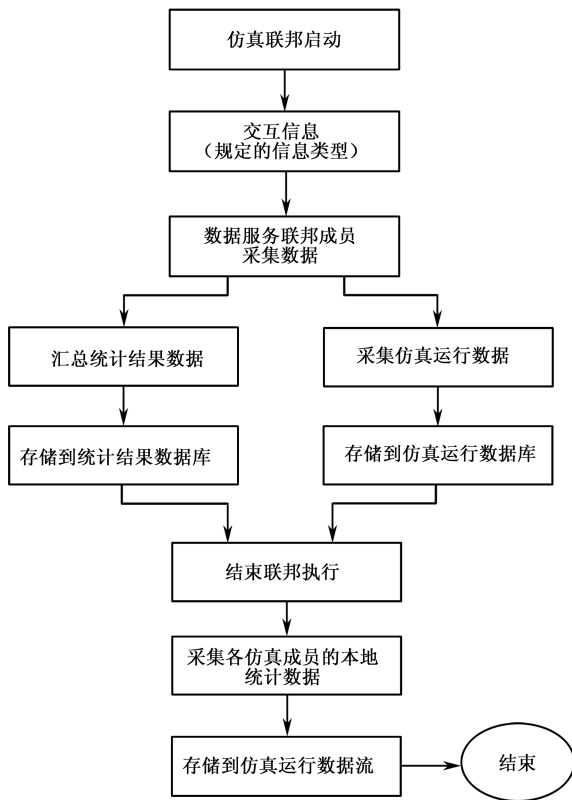 仿真联邦启动
交互信息
（规定的信息类型）
数据服务联邦成员
采集数据
汇总统计结果数据
采集仿真运行数据
存储到统计结果数据库
存储到仿真运行数据库
结束联邦执行
采集各仿真成员的本地
统计数据
存储到仿真运行数据流
结束